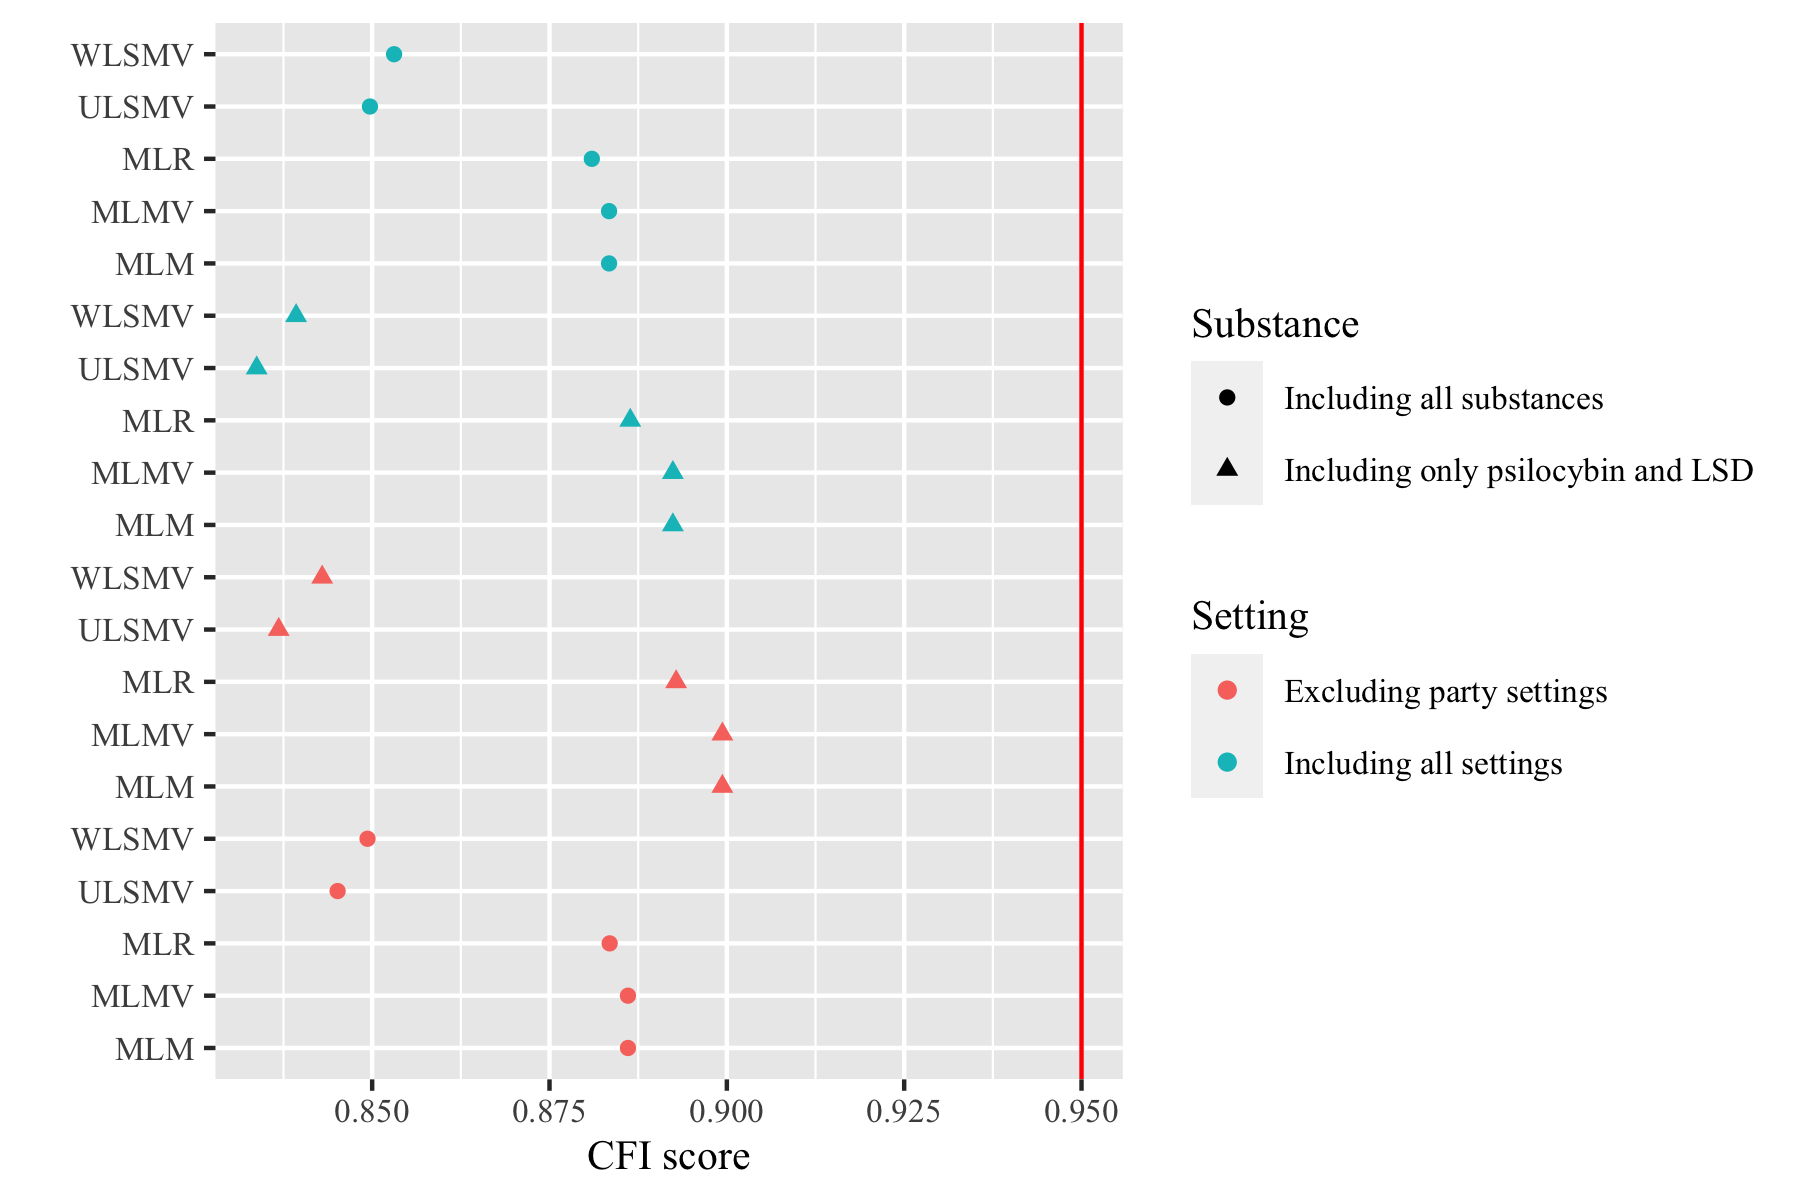 WLSMV
ULSMV
MLR
MLMV
MLM
WLSMV
ULSMV
MLR
MLMV
MLM
WLSMV
ULSMV
MLR
MLMV
MLM
WLSMV
ULSMV
MLR
MLMV
MLM
0.850 0.875 0.900 0.925 0.950
CFI score
Substance
Including all substances
Including only psilocybin and LSD
Setting
Excluding party settings
Including all settings